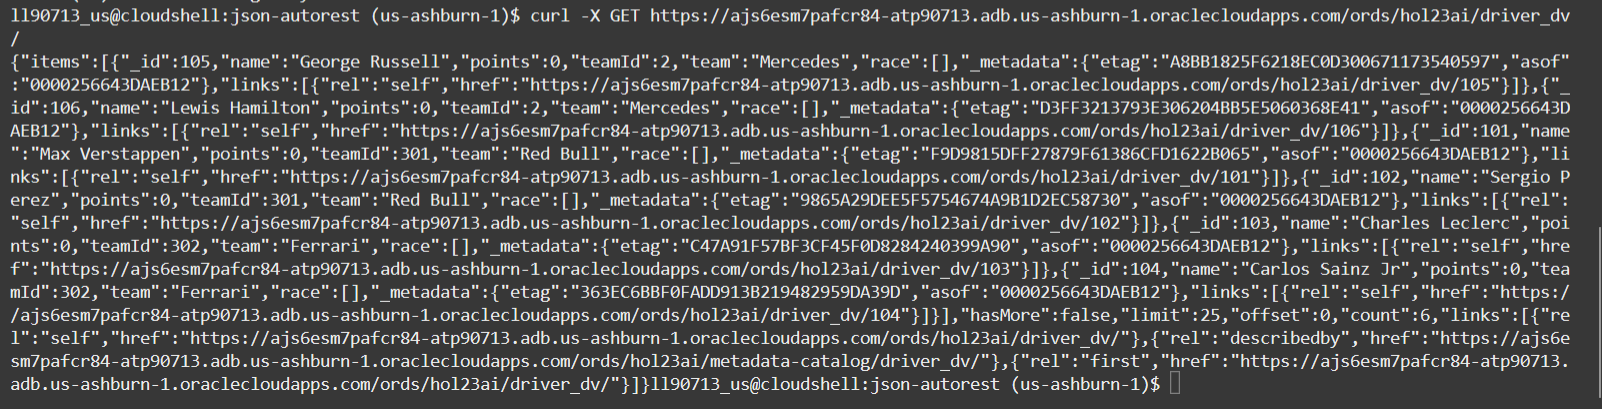 ll90713_us@cloudshell:json-autorest (us-ashburn-1)$ curl -X GET https://ajs6esm7pafcr84-atp90713.adb.us-ashburn-1.oraclecloudapps.com/ords/hol23ai/driver_dv
/
{"items":[{"_id":105,"name":"George Russell","points":0,"teamId":2,"team":"Mercedes","race":[],"_metadata":{"etag":"A8BB1825F6218EC0D300671173540597","asof"
:"0000256643DAEB12"},"links":[{"rel":"self","href":"https://ajs6esm7pafcr84-atp90713.adb.us-ashburn-1.oraclecloudapps.com/ords/hol23ai/driver_dv/105"}]},{"_
id":106,"name":"Lewis Hamilton","points":0,"teamId":2,"team":"Mercedes","race":[],"_metadata":{"etag":"D3FF3213793E306204BB5E5060368E41","asof":"0000256643D
AEB12"},"links":[{"rel":"self","href":"https://ajs6esm7pafcr84-atp90713.adb.us-ashburn-1.oraclecloudapps.com/ords/hol23ai/driver_dv/106"}]},{"_id":101,"name
":"Max Verstappen","points":0,"teamId":301,"team":"Red Bull","race":[],"_metadata":{"etag":"F9D9815DFF27879F61386CFD1622B065","asof":"0000256643DAEB12"},"li
nks":[{"rel":"self","href":"https://ajs6esm7pafcr84-atp90713.adb.us-ashburn-1.oraclecloudapps.com/ords/hol23ai/driver_dv/101"}]},{"_id":102,"name":"Sergio P
erez","points":0,"teamId":301,"team":"Red Bull","race":[],"_metadata":{"etag":"9865A29DEE5F5754674A9B1D2EC58730","asof":"0000256643DAEB12"},"links":[{"rel":
"self","href":"https://ajs6esm7pafcr84-atp90713.adb.us-ashburn-1.oraclecloudapps.com/ords/hol23ai/driver_dv/102"}]},{"_id":103,"name":"Charles Leclerc","poi
nts":0,"teamId":302,"team":"Ferrari","race":[],"_metadata":{"etag":"C47A91F57BF3CF45F0D8284240399A90","asof":"0000256643DAEB12"},"links":[{"rel":"self","hre
f":"https://ajs6esm7pafcr84-atp90713.adb.us-ashburn-1.oraclecloudapps.com/ords/hol23ai/driver_dv/103"}]},{"_id":104,"name":"Carlos Sainz Jr","points":0,"tea
mId":302,"team":"Ferrari","race":[],"_metadata":{"etag":"363EC6BBF0FADD913B219482959DA39D","asof":"0000256643DAEB12"},"links":[{"rel":"self","href":"https:/
/ajs6esm7pafcr84-atp90713.adb.us-ashburn-1.oraclecloudapps.com/ords/hol23ai/driver_dv/104"}]}],"hasMore":false,"limit":25,"offset":0,"count":6,"links":[{"re
l":"self","href":"https://ajs6esm7pafcr84-atp90713.adb.us-ashburn-1.oraclecloudapps.com/ords/hol23ai/driver_dv/"},{"rel":"describedby","href":"https://ajs6e
sm7pafcr84-atp90713.adb.us-ashburn-1.oraclecloudapps.com/ords/hol23ai/metadata-catalog/driver_dv/"},{"rel":"first","href":"https://ajs6esm7pafcr84-atp90713.
adb.us-ashburn-1.oraclecloudapps.com/ords/hol23ai/driver_dv/"}]}ll90713_us@cloudshell:json-autorest (us-ashburn-1)$